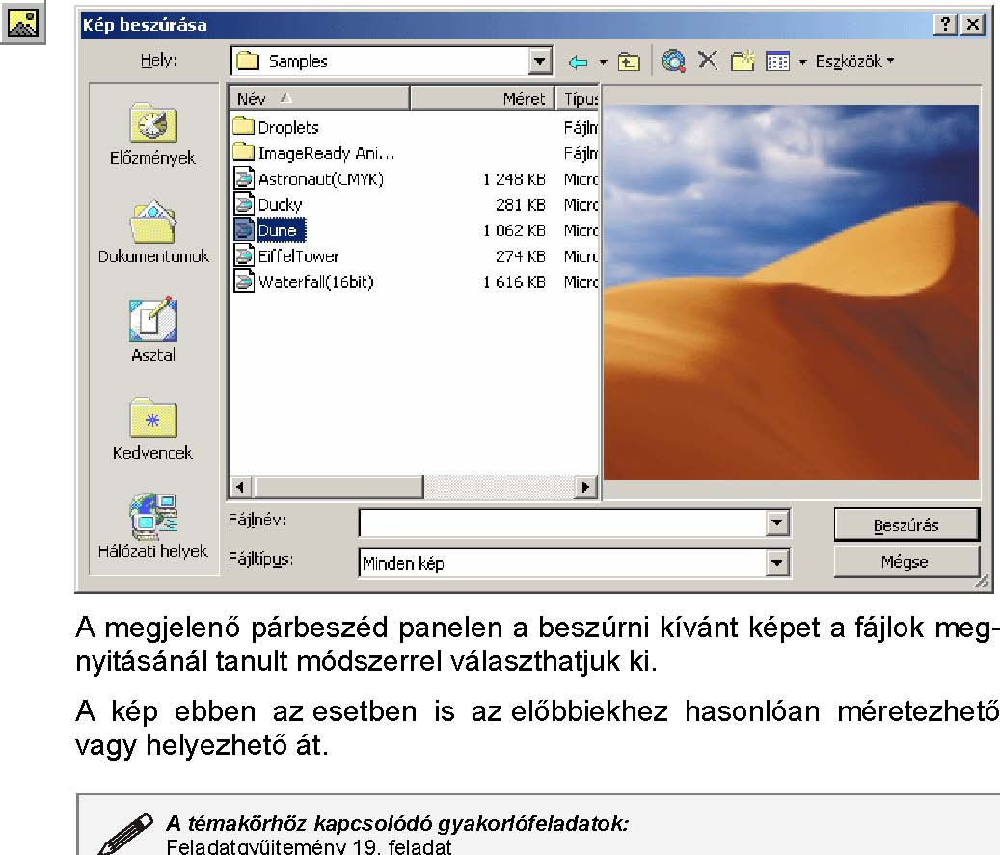 Kép beszúrása
Hely:
Samples
Eszközök
Név Méret Típus
Droplets Fájlm
ImageReady Ani... Fájlm
Astronaut(CMYK) 1 248 KB Micro
Ducky 281 KB Micro
Dune 1 062 KB Micro
EiffelTower 274 KB Micro
Waterfall(16bit) 1 616 KB Micro
Előzmények
Dokumentumok
Asztal
Kedvencek
Hálózati helyek
Fájlnév:
Beszúrás
Fájltípus:
Minden kép
Mégse
A megjelenő párbeszéd panelen a beszúrni kívánt képet a fájlok meg-
nyitásánál tanult módszerrel választhatjuk ki.
A kép ebben az esetben is az előbbiekhez hasonlóan méretezhető
vagy helyezhető át.
A témakörhöz kapcsolódó gyakorlófeladatok:
Feladatgyűjtemény 19. feladat